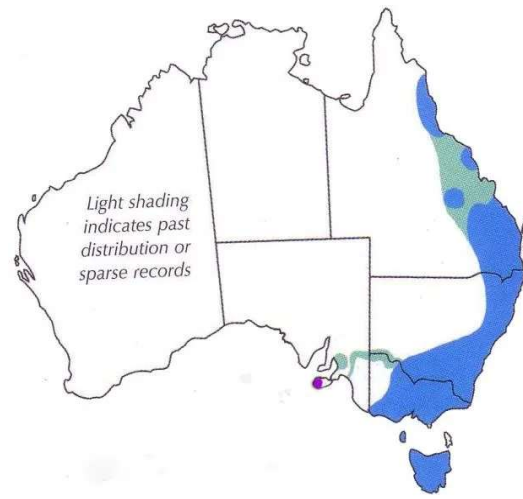 Light shading
indicates past
distribution or
sparse records